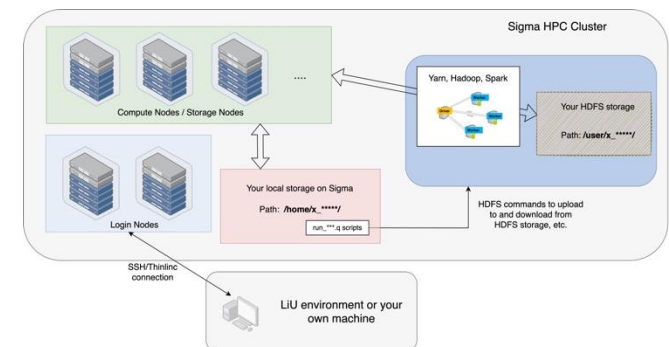 Sigma HPC Cluster
....
Compute Nodes / Storage Nodes
Yarn, Hadoop, Spark
Your HDFS storage
Path: /user/x_*****/
Login Nodes
Your local storage on Sigma
Path: /home/x_*****/
run_***.q scripts
HDFS commands to upload
to and download from
HDFS storage, etc.
SSH/Thinlinc
connection
LiU environment or your
own machine